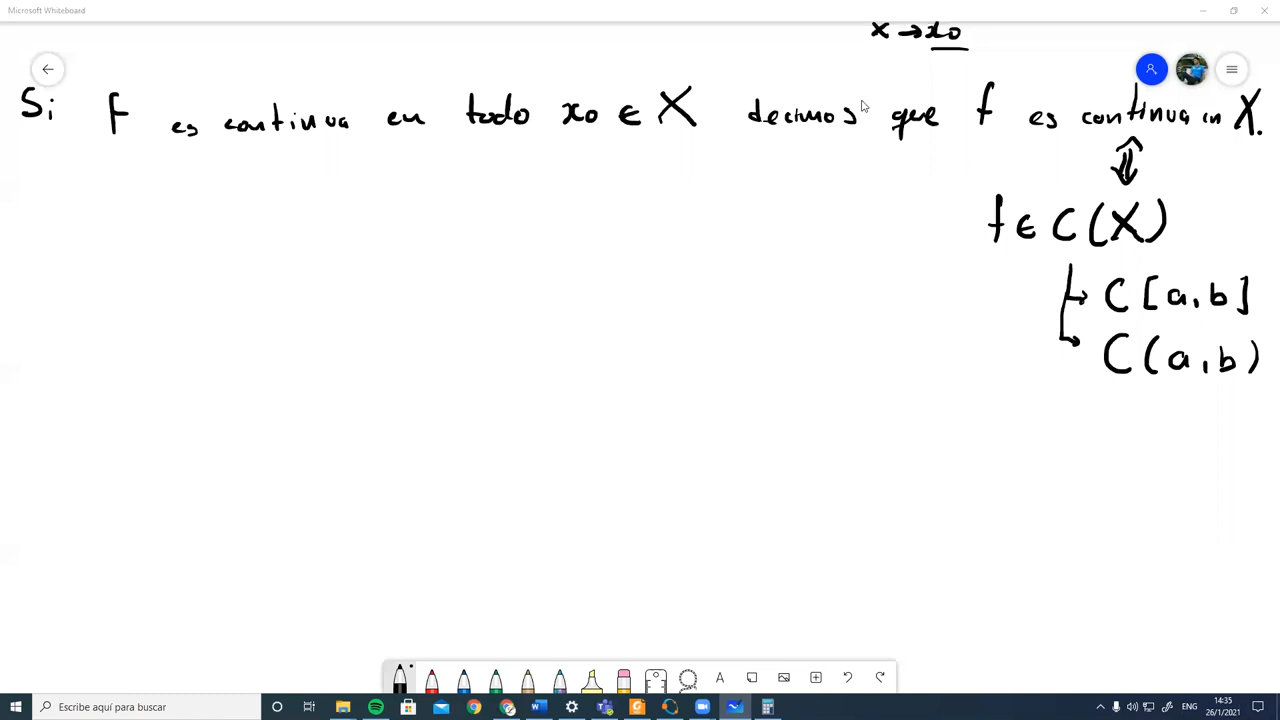 Microsoft Whiteboard
x → x0
Si f es continua en todo x0 ∈ X decimos que f es continua en X.
⇕
f ∈ C(X)
↳ C[a,b]
↳ C(a,b)
A
Escribe aquí para buscar
ENG
14:35
26/1/2021